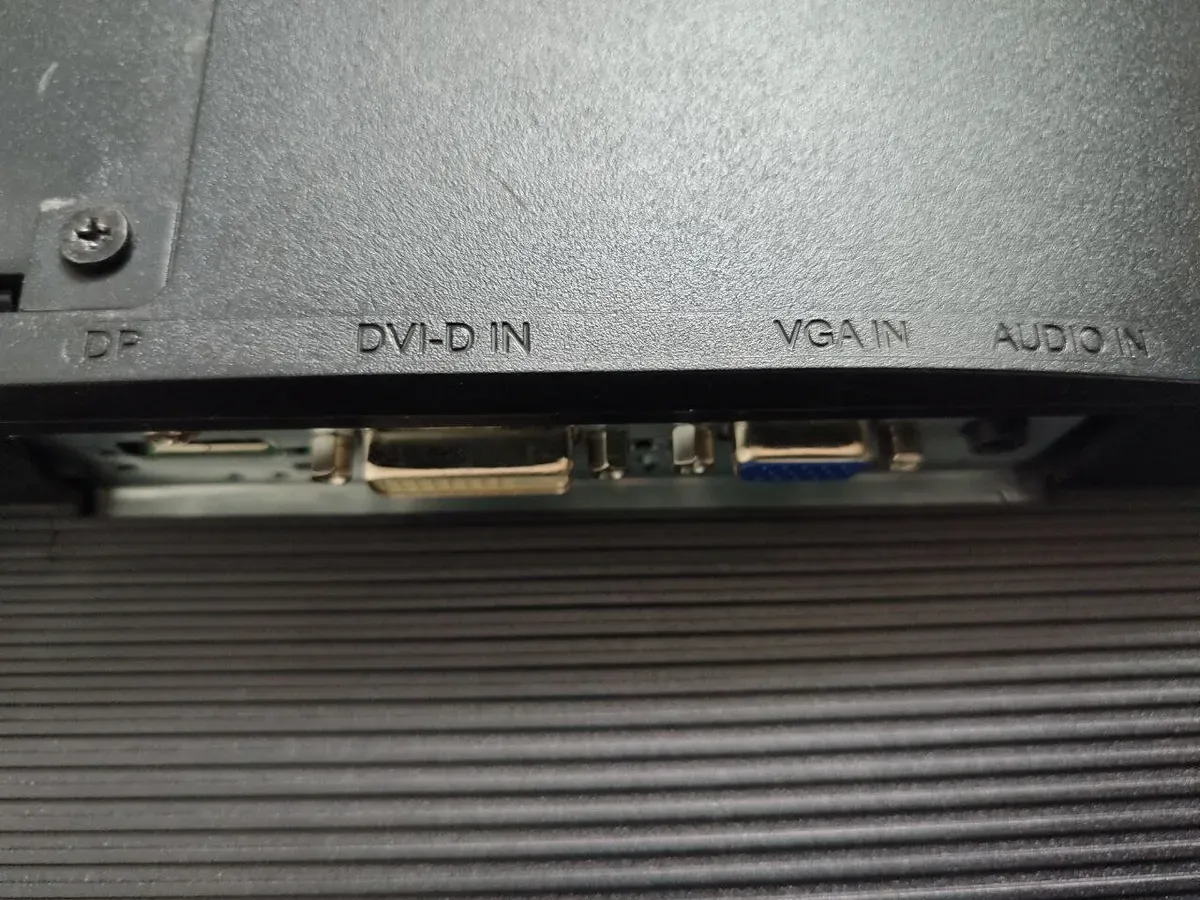 DP
DVI-D IN
VGA IN
AUDIO IN